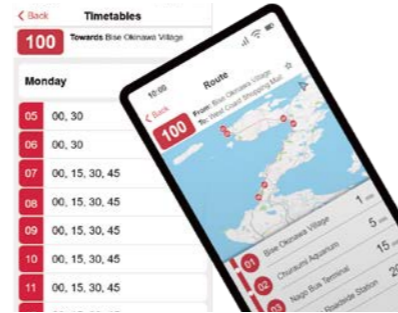 Back Timetables
100 Towards Bise Okinawa Village
Monday
05 00, 30
06 00, 30
07 00, 15, 30, 45
08 00, 15, 30, 45
09 00, 15, 30, 45
10 00, 15, 30, 45
11 00, 15, 30, 45
10:00
Back Route
100 From: Bise Okinawa Village
To: West Coast Shopping Mall
01 Bise Okinawa Village 1
02 Churaumi Aquarium 5
03 Nago Bus Terminal 15
Roadside Station 20